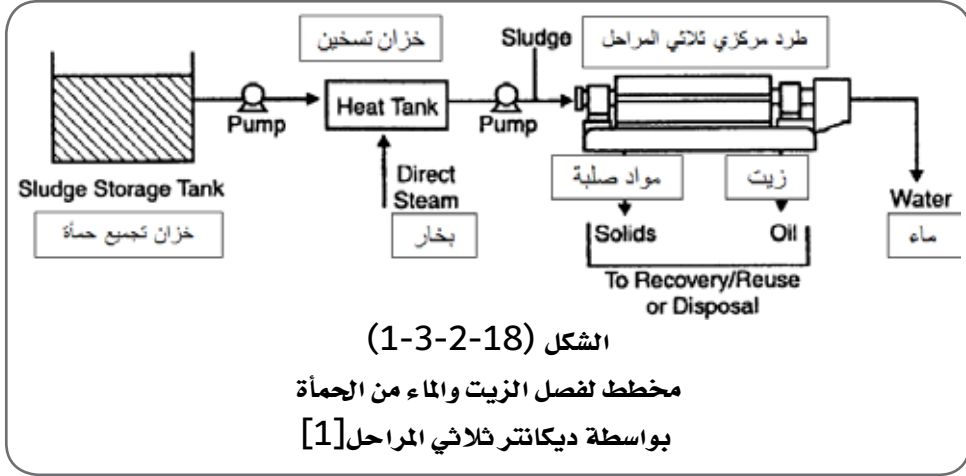 خزان تسخين
Sludge
طرد مركزي ثلاثي المراحل
Pump
Heat Tank
Pump
Sludge Storage Tank
خزان تجميع حمأة
Direct
Steam
بخار
مواد صلبة
زيت
Solids
Oil
Water
ماء
To Recovery/Reuse
or Disposal
الشكل (18-2-3-1)
مخطط لفصل الزيت والماء من الحمأة
بواسطة ديكانتر ثلاثي المراحل[1]